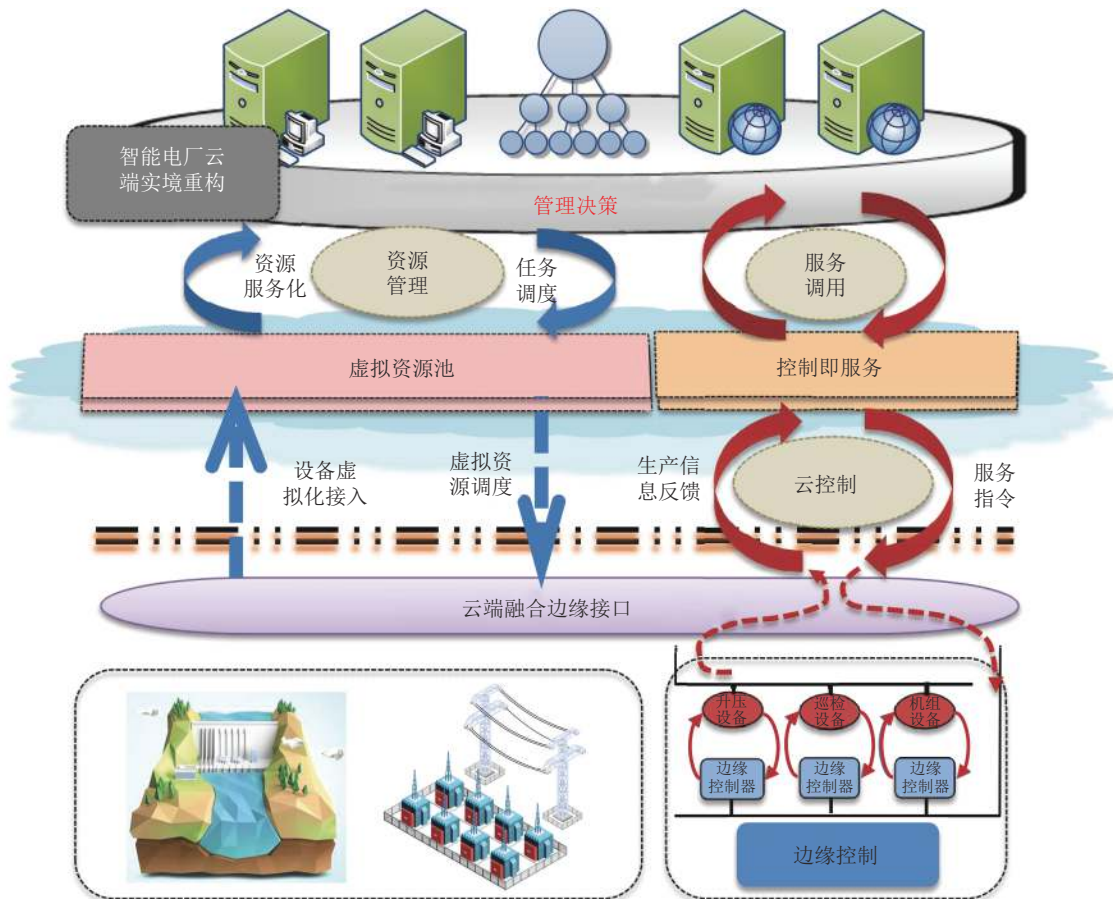 智能电厂云
端实境重构
管理决策
资源
服务化
资源
管理
任务
调度
服务
调用
虚拟资源池
控制即服务
设备虚
拟化接入
虚拟资
源调度
生产信
息反馈
云控制
服务
指令
云端融合边缘接口
升压
设备
巡检
设备
机组
设备
边缘
控制器
边缘
控制器
边缘
控制器
边缘控制